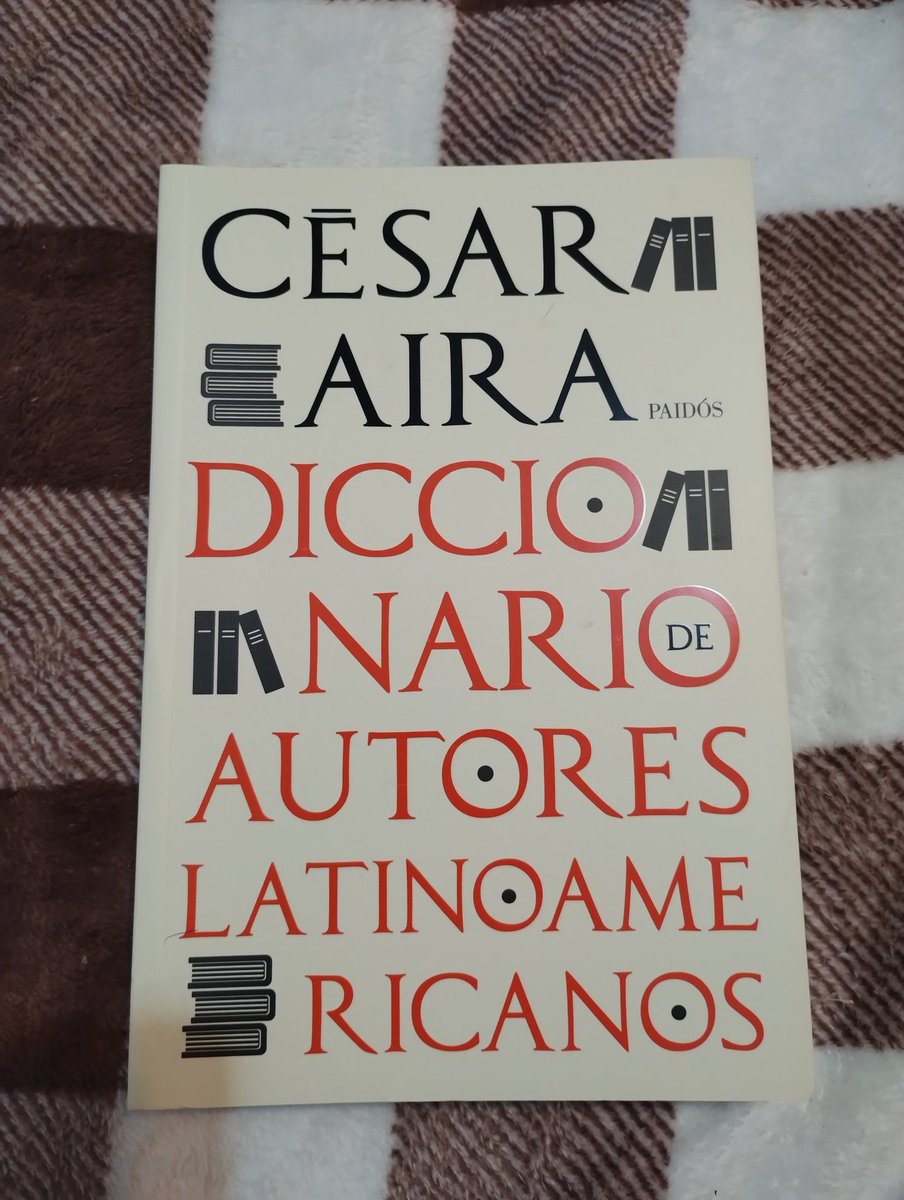 CĒSAR
AIRA PAIDÓS
DICCIO
NARIO DE
AUTORES
LATINOAME
RICANOS